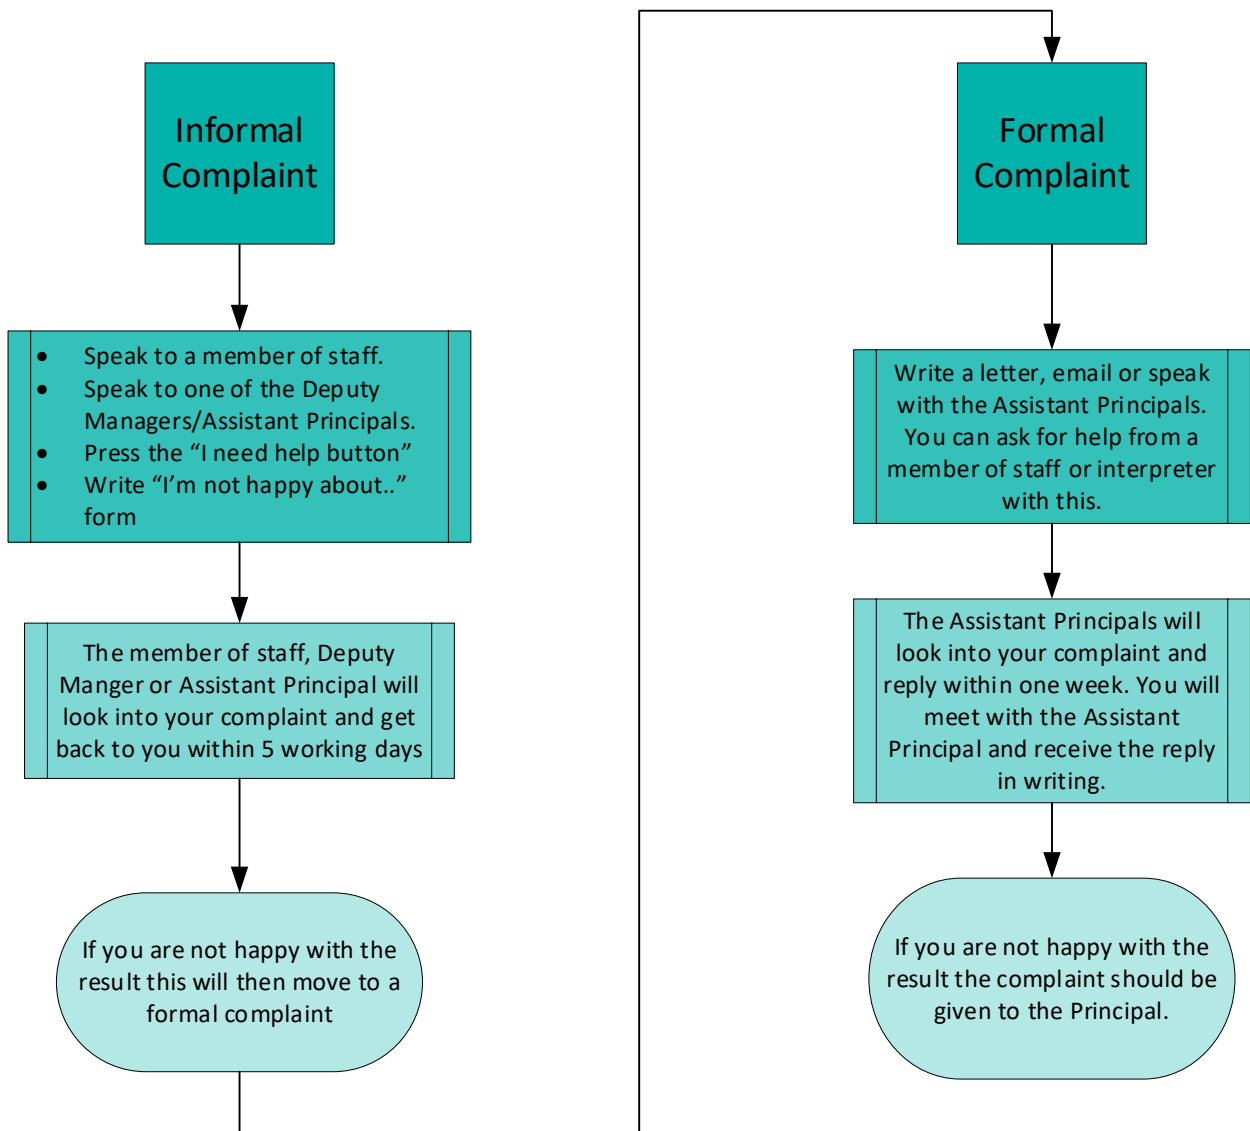 Informal
Complaint
• Speak to a member of staff.
• Speak to one of the Deputy
Managers/Assistant Principals.
• Press the “I need help button”
• Write “I’m not happy about..”
form
The member of staff, Deputy
Manger or Assistant Principal will
look into your complaint and get
back to you within 5 working days
If you are not happy with the
result this will then move to a
formal complaint
Formal
Complaint
Write a letter, email or speak
with the Assistant Principals.
You can ask for help from a
member of staff or interpreter
with this.
The Assistant Principals will
look into your complaint and
reply within one week. You will
meet with the Assistant
Principal and receive the reply
in writing.
If you are not happy with the
result the complaint should be
given to the Principal.